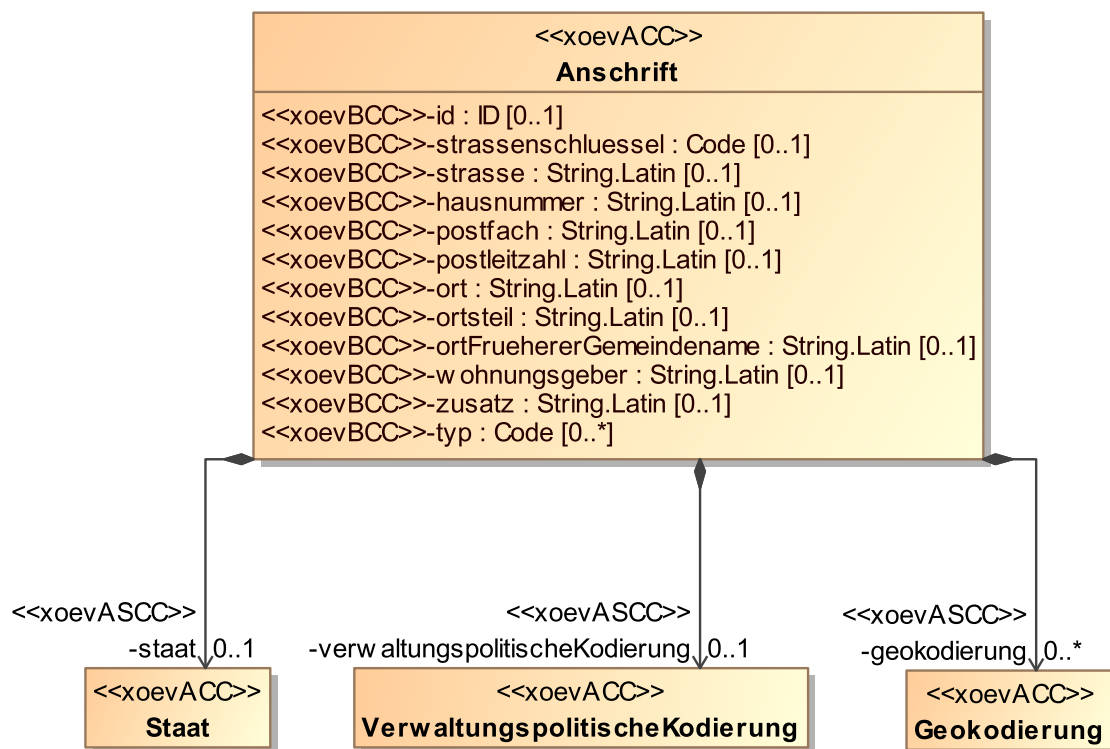 <<xoevACC>>
Anschrift
<<xoevBCC>>-id : ID [0..1]
<<xoevBCC>>-strassenschluessel : Code [0..1]
<<xoevBCC>>-strasse : String.Latin [0..1]
<<xoevBCC>>-hausnummer : String.Latin [0..1]
<<xoevBCC>>-postfach : String.Latin [0..1]
<<xoevBCC>>-postleitzahl : String.Latin [0..1]
<<xoevBCC>>-ort : String.Latin [0..1]
<<xoevBCC>>-ortsteil : String.Latin [0..1]
<<xoevBCC>>-ortFruehererGemeindename : String.Latin [0..1]
<<xoevBCC>>-wohnungsgeber : String.Latin [0..1]
<<xoevBCC>>-zusatz : String.Latin [0..1]
<<xoevBCC>>-typ : Code [0..*]
<<xoevASCC>>
-staat 0..1
<<xoevACC>>
Staat
<<xoevASCC>>
-verwaltungspolitischeKodierung 0..1
<<xoevACC>>
VerwaltungspolitischeKodierung
<<xoevASCC>>
-geokodierung 0..*
<<xoevACC>>
Geokodierung